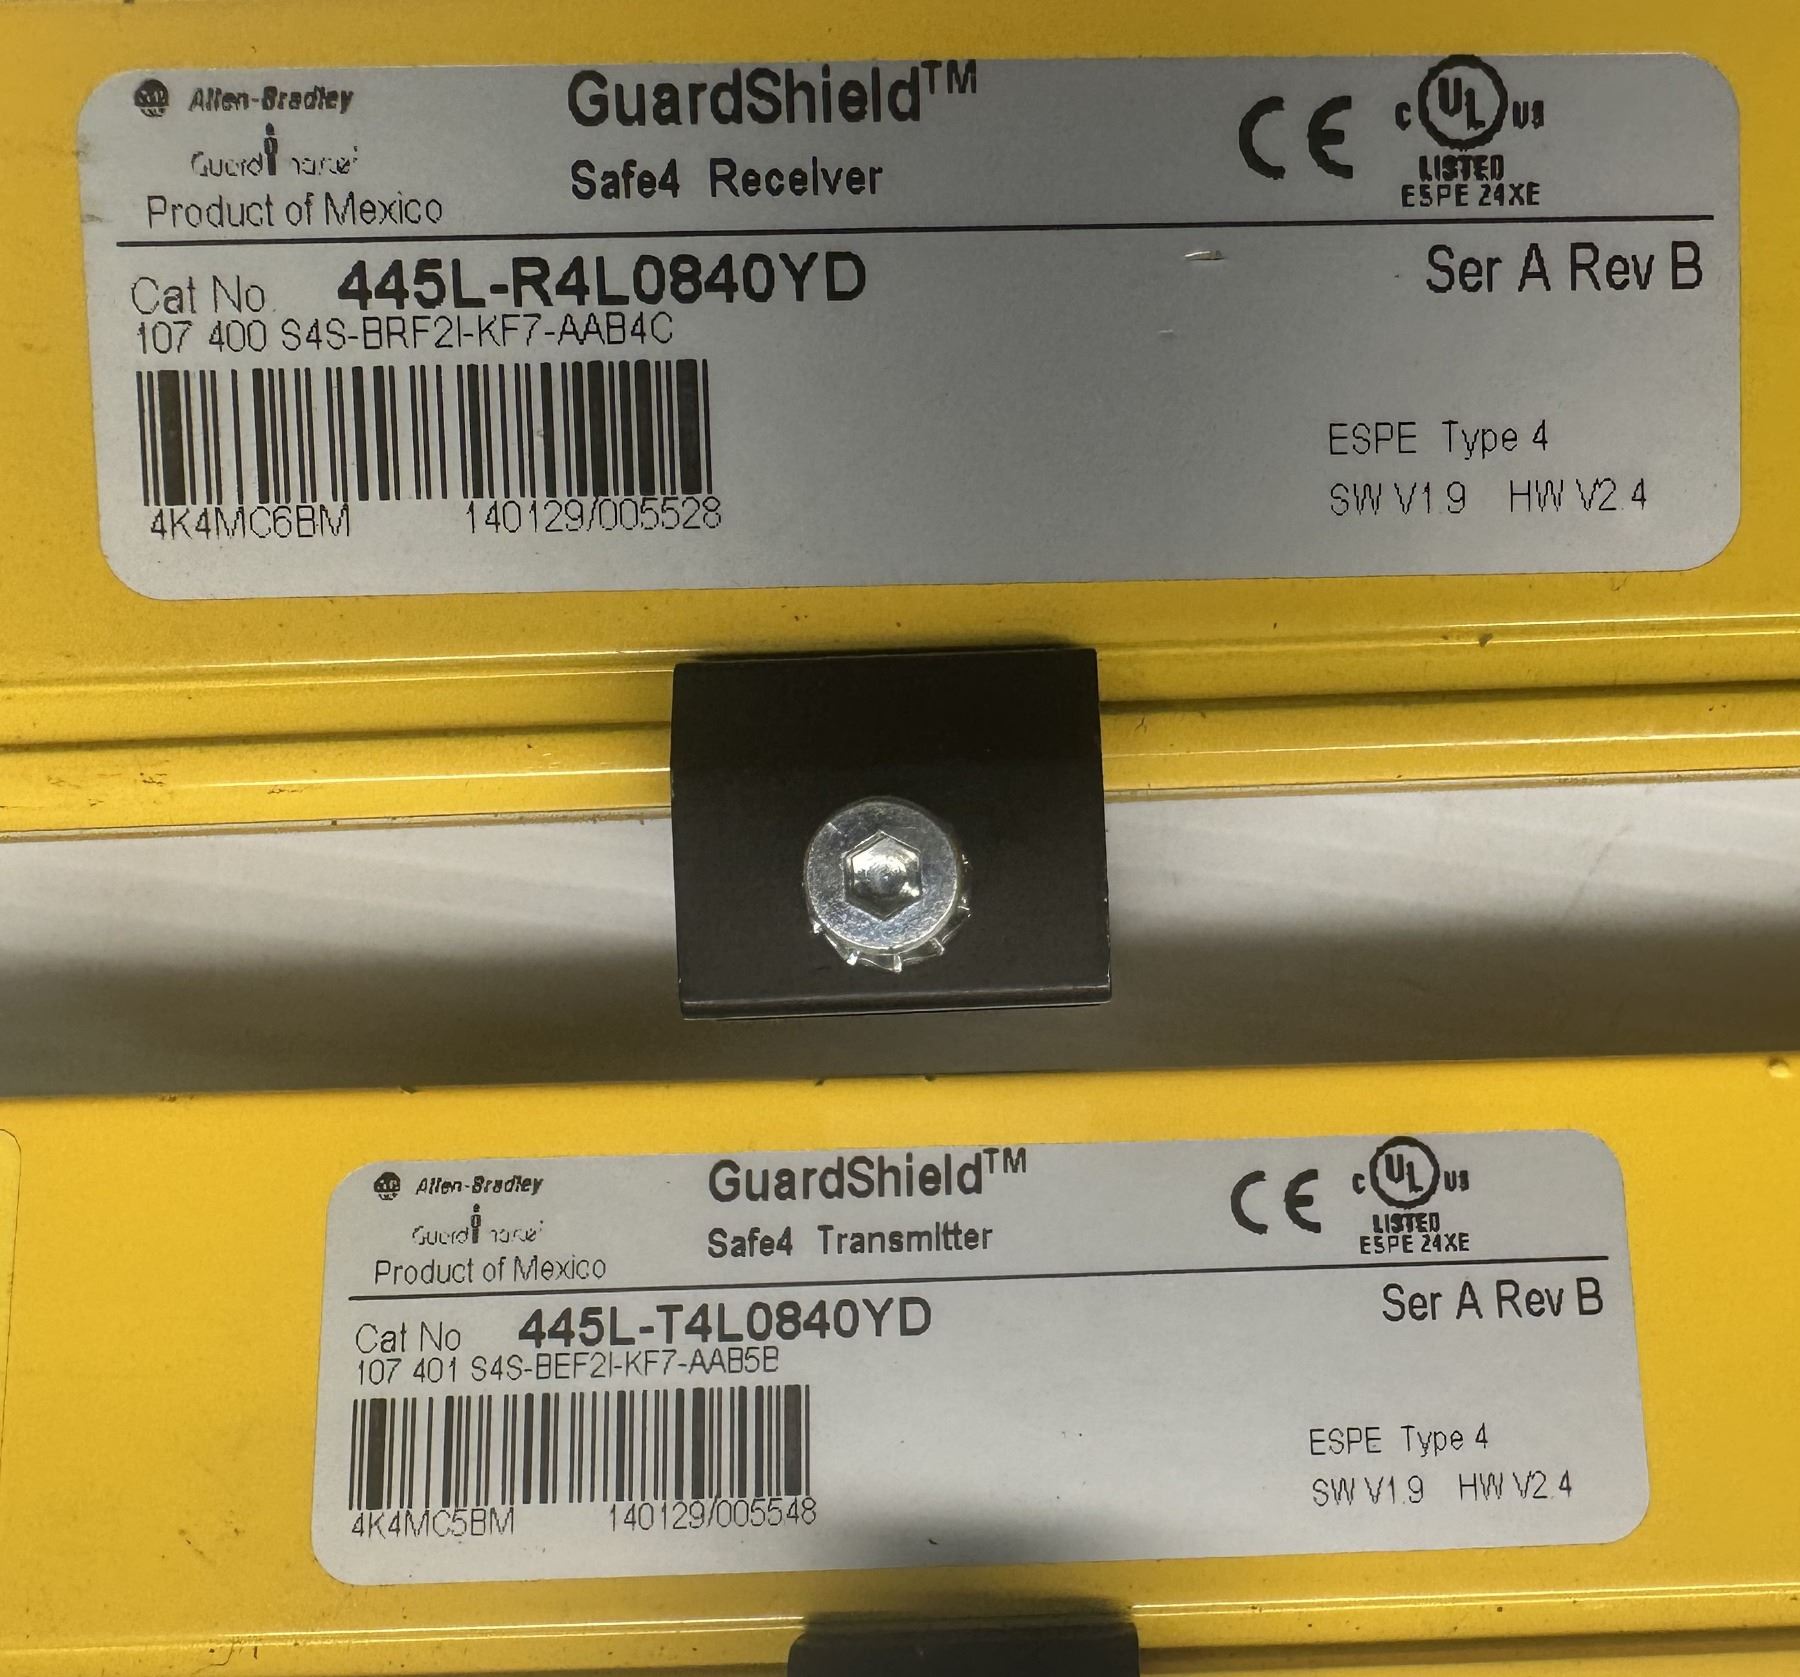 Allen-Bradley
GuardShield™
Safe4 Receiver
Product of Mexico
CE
C UL US
LISTED
ESPE 24XE
Cat No. 445L-R4L0840YD
Ser A Rev B
107 400 S4S-BRF2I-KF7-AAB4C
4K4MC6BM 140129/005528
ESPE Type 4
SW V1.9 HW V2.4
Allen-Bradley
GuardShield™
Safe4 Transmitter
Product of Mexico
CE
C UL US
LISTED
ESPE 24XE
Cat No 445L-T4L0840YD
Ser A Rev B
107 401 S4S-BEF2I-KF7-AAB5B
4K4MC5BM 140129/005548
ESPE Type 4
SW V1.9 HW V2.4